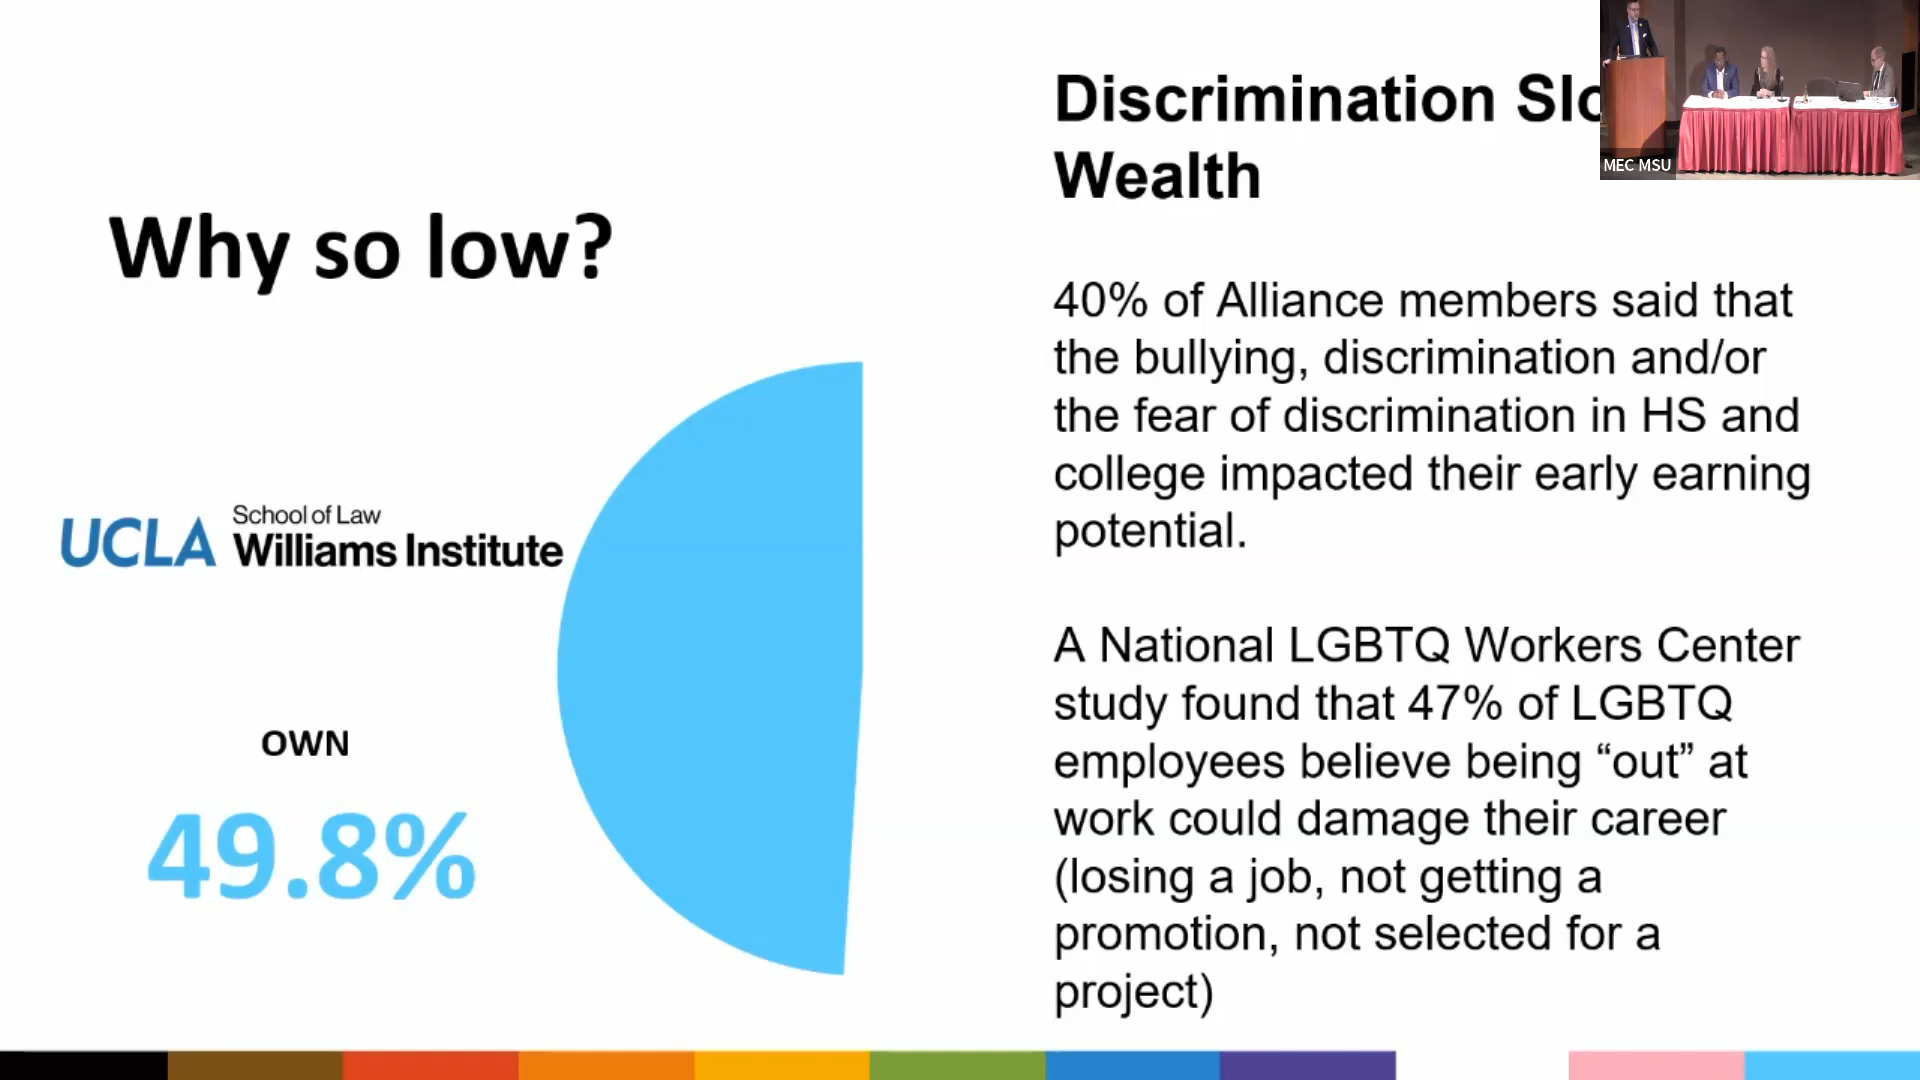 Why so low?
UCLA School of Law
Williams Institute
OWN
49.8%
Discrimination Slo
Wealth
40% of Alliance members said that
the bullying, discrimination and/or
the fear of discrimination in HS and
college impacted their early earning
potential.
A National LGBTQ Workers Center
study found that 47% of LGBTQ
employees believe being “out” at
work could damage their career
(losing a job, not getting a
promotion, not selected for a
project)
MEC MSU